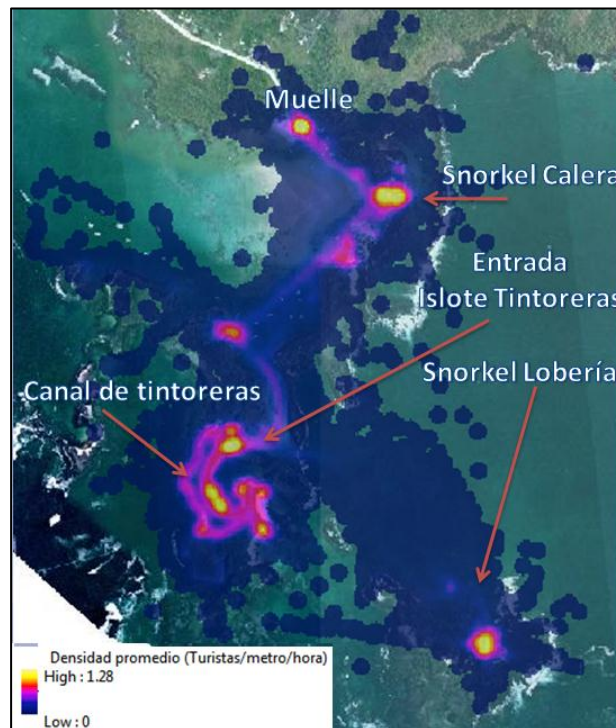 Muelle
Snorkel Calera
Entrada
Islote Tintoreras
Snorkel Lobería
Canal de tintoreras
Densidad promedio (Turistas/metro/hora)
High : 1.28
Low : 0